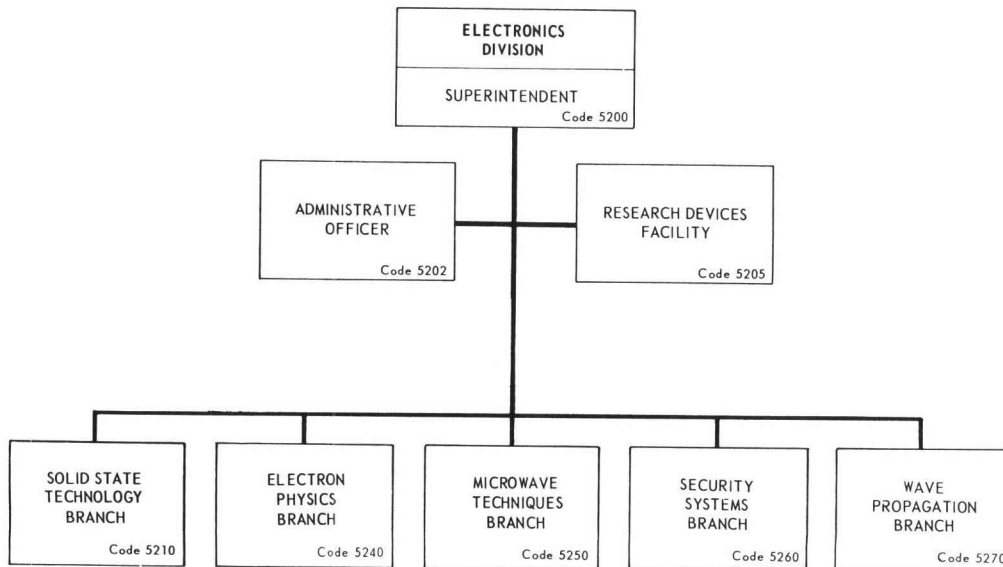 ELECTRONICS
DIVISION
SUPERINTENDENT
Code 5200
ADMINISTRATIVE
OFFICER
Code 5202
RESEARCH DEVICES
FACILITY
Code 5205
SOLID STATE
TECHNOLOGY
BRANCH
Code 5210
ELECTRON
PHYSICS
BRANCH
Code 5240
MICROWAVE
TECHNIQUES
BRANCH
Code 5250
SECURITY
SYSTEMS
BRANCH
Code 5260
WAVE
PROPAGATION
BRANCH
Code 5270